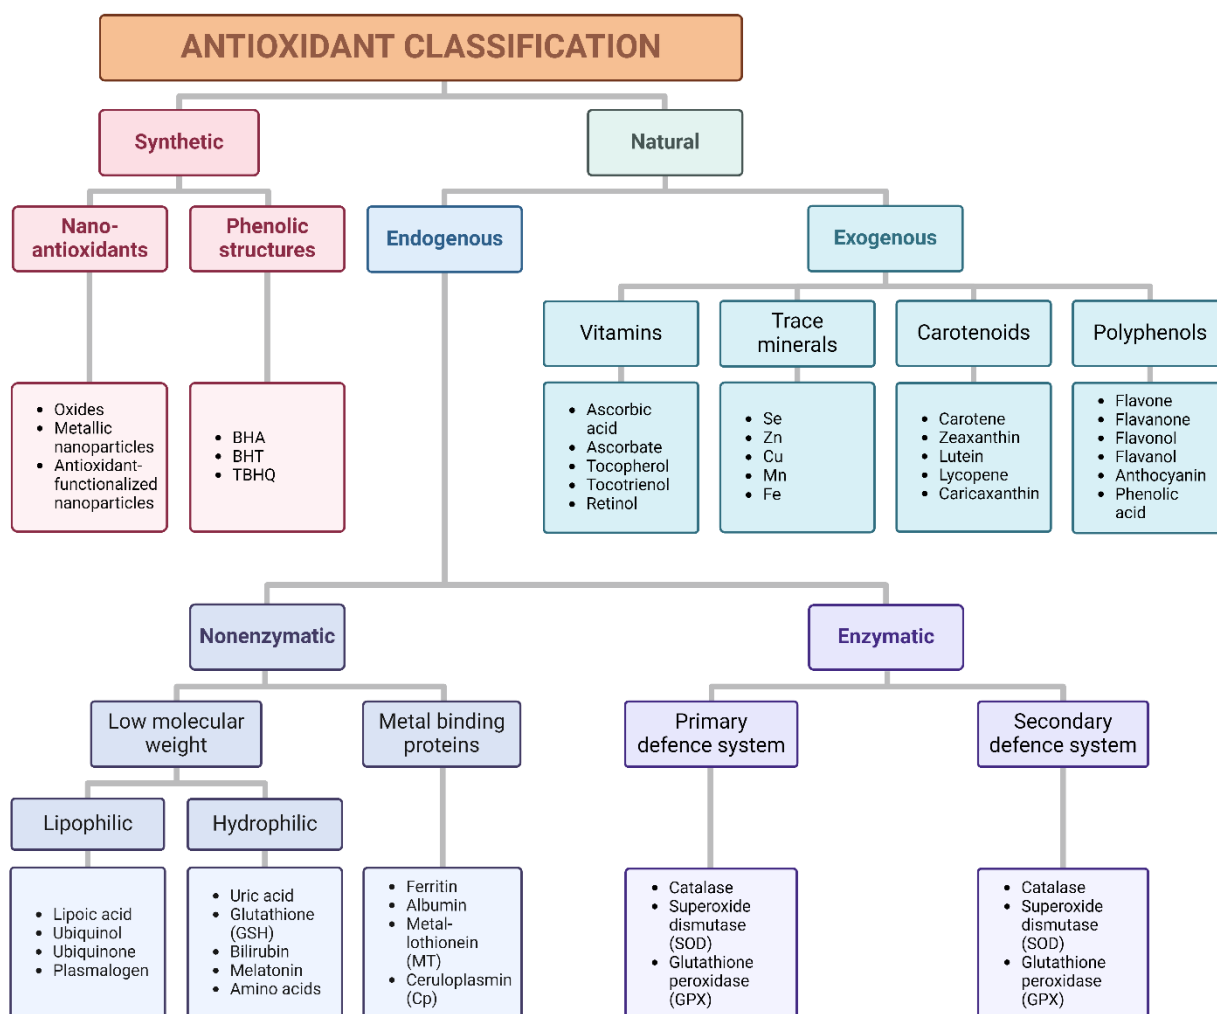 ANTIOXIDANT CLASSIFICATION
Synthetic
Natural
Nano-
antioxidants
Phenolic
structures
Endogenous
Exogenous
Vitamins
Trace
minerals
Carotenoids
Polyphenols
• Oxides
• Metallic
nanoparticles
• Antioxidant-
functionalized
nanoparticles
• BHA
• BHT
• TBHQ
• Ascorbic
acid
• Ascorbate
• Tocopherol
• Tocotrienol
• Retinol
• Se
• Zn
• Cu
• Mn
• Fe
• Carotene
• Zeaxanthin
• Lutein
• Lycopene
• Caricaxanthin
• Flavone
• Flavanone
• Flavonol
• Flavanol
• Anthocyanin
• Phenolic
acid
Nonenzymatic
Enzymatic
Low molecular
weight
Metal binding
proteins
Primary
defence system
Secondary
defence system
Lipophilic
Hydrophilic
• Lipoic acid
• Ubiquinol
• Ubiquinone
• Plasmalogen
• Uric acid
• Glutathione
(GSH)
• Bilirubin
• Melatonin
• Amino acids
• Ferritin
• Albumin
• Metal-
lothionein
(MT)
• Ceruloplasmin
(Cp)
• Catalase
• Superoxide
dismutase
(SOD)
• Glutathione
peroxidase
(GPX)
• Catalase
• Superoxide
dismutase
(SOD)
• Glutathione
peroxidase
(GPX)